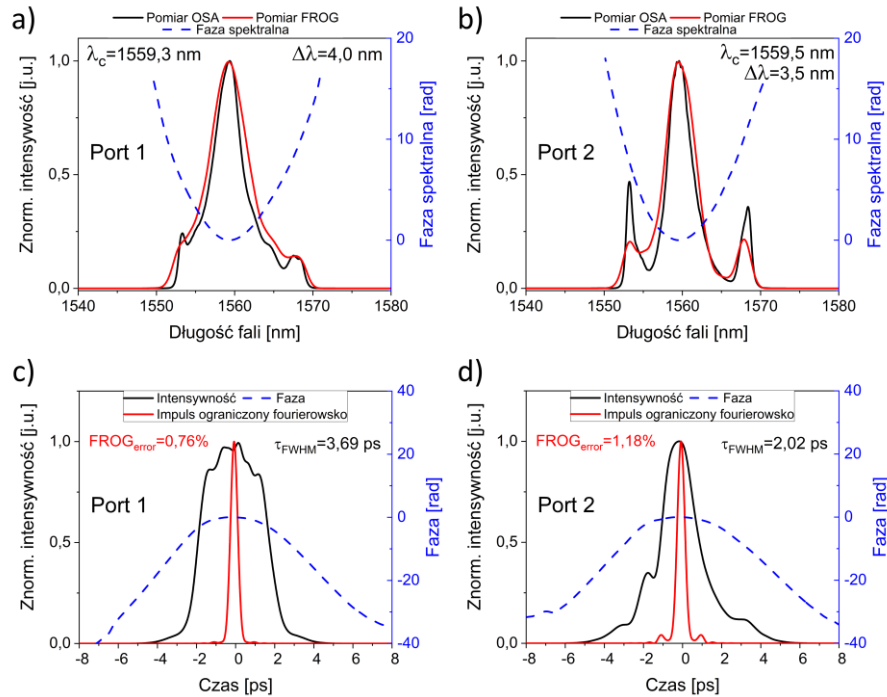 a)
Pomiar OSA Pomiar FROG
Faza spektralna
λc=1559,3 nm Δλ=4,0 nm
Port 1
Znorm. intensywność [j.u.]
1,0
0,5
0,0
1540 1550 1560 1570 1580
Długość fali [nm]
20
10
0
Faza spektralna [rad]
b)
Pomiar OSA Pomiar FROG
Faza spektralna
λc=1559,5 nm
Δλ=3,5 nm
Port 2
Znorm. intensywność [j.u.]
1,0
0,5
0,0
1540 1550 1560 1570 1580
Długość fali [nm]
20
10
0
Faza spektralna [rad]
c)
Intensywność Faza
Impuls ograniczony fourierowsko
FROGerror=0,76% τFWHM=3,69 ps
Port 1
Znorm. intensywność [j.u.]
1,0
0,5
0,0
-8 -6 -4 -2 0 2 4 6 8
Czas [ps]
40
20
0
-20
-40
Faza [rad]
d)
Intensywność Faza
Impuls ograniczony fourierowsko
FROGerror=1,18% τFWHM=2,02 ps
Port 2
Znorm. intensywność [j.u.]
1,0
0,5
0,0
-8 -6 -4 -2 0 2 4 6 8
Czas [ps]
40
20
0
-20
-40
Faza [rad]